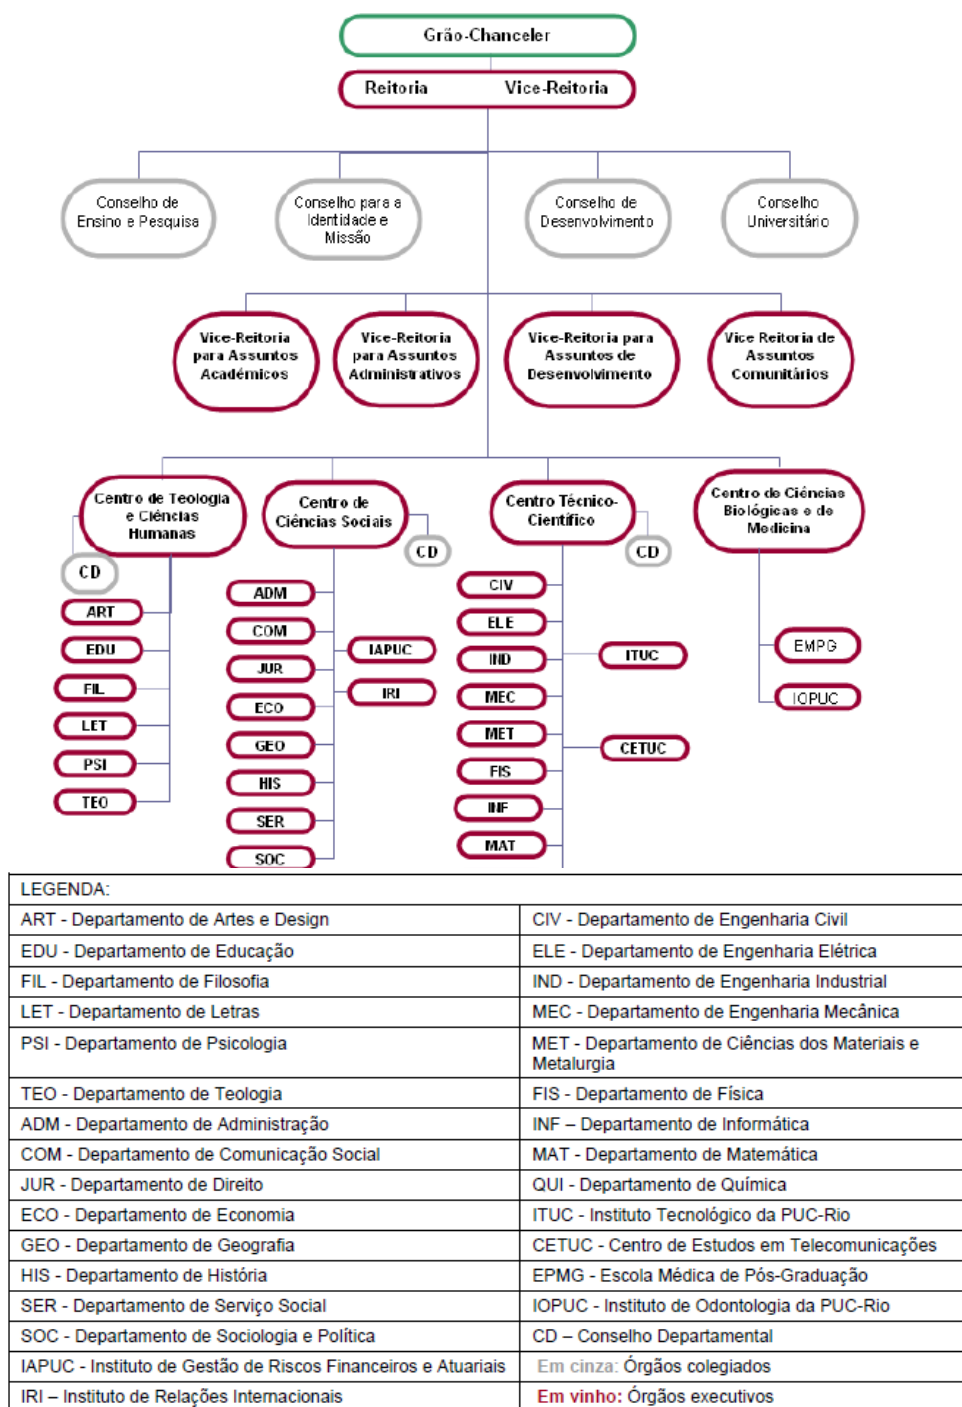 Grão-Chanceler
Reitoria Vice-Reitoria
Conselho de
Ensino e Pesquisa
Conselho para a
Identidade e
Missão
Conselho de
Desenvolvimento
Conselho
Universitário
Vice-Reitoria
para Assuntos
Académicos
Vice-Reitoria
para Assuntos
Administrativos
Vice-Reitoria para
Assuntos de
Desenvolvimento
Vice Reitoria de
Assuntos
Comunitários
Centro de Teologia
e Ciências
Humanas
CD
Centro de
Ciências Sociais
CD
Centro Técnico-
Científico
CD
Centro de Ciências
Biológicas e de
Medicina
ART
EDU
FIL
LET
PSI
TEO
ADM
COM
JUR
ECO
GEO
HIS
SER
SOC
IAPUC
IRI
CIV
ELE
IND
MEC
MET
FIS
INF
MAT
ITUC
CETUC
EMPG
IOPUC
LEGENDA:
ART - Departamento de Artes e Design
CIV - Departamento de Engenharia Civil
EDU - Departamento de Educação
ELE - Departamento de Engenharia Elétrica
FIL - Departamento de Filosofia
IND - Departamento de Engenharia Industrial
LET - Departamento de Letras
MEC - Departamento de Engenharia Mecânica
PSI - Departamento de Psicologia
MET - Departamento de Ciências dos Materiais e
Metalurgia
TEO - Departamento de Teologia
FIS - Departamento de Física
ADM - Departamento de Administração
INF – Departamento de Informática
COM - Departamento de Comunicação Social
MAT - Departamento de Matemática
JUR - Departamento de Direito
QUI - Departamento de Química
ECO - Departamento de Economia
ITUC - Instituto Tecnológico da PUC-Rio
GEO - Departamento de Geografia
CETUC - Centro de Estudos em Telecomunicações
HIS - Departamento de História
EPMG - Escola Médica de Pós-Graduação
SER - Departamento de Serviço Social
IOPUC - Instituto de Odontologia da PUC-Rio
SOC - Departamento de Sociologia e Política
CD – Conselho Departamental
IAPUC - Instituto de Gestão de Riscos Financeiros e Atuariais
Em cinza: Órgãos colegiados
IRI – Instituto de Relações Internacionais
Em vinho: Órgãos executivos